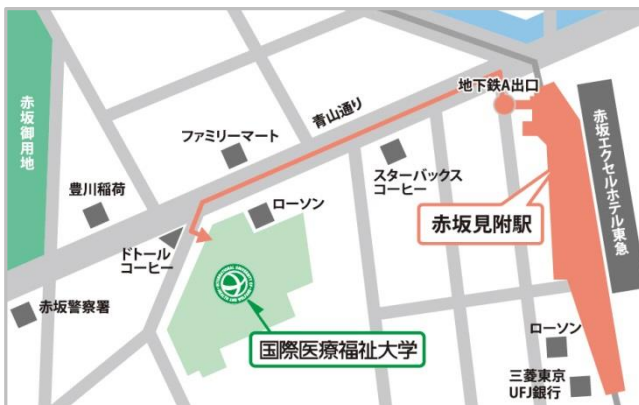 地下鉄A出口
青山通り
赤坂御用地
ファミリーマート
赤坂エクセルホテル東急
スターバックス
コーヒー
豊川稲荷
ローソン
赤坂見附駅
ドトール
コーヒー
赤坂警察署
国際医療福祉大学
ローソン
三菱東京
UFJ銀行